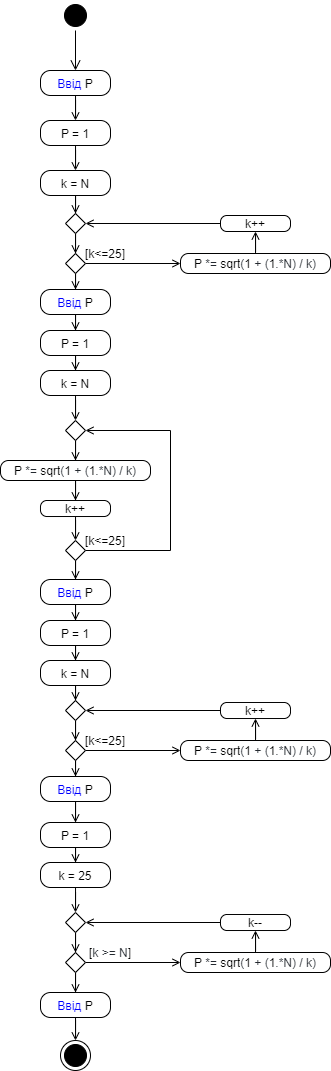 Ввід P
P = 1
k = N
k++
[k<=25]
P *= sqrt(1 + (1.*N) / k)
Ввід P
P = 1
k = N
P *= sqrt(1 + (1.*N) / k)
k++
[k<=25]
Ввід P
P = 1
k = N
k++
[k<=25]
P *= sqrt(1 + (1.*N) / k)
Ввід P
P = 1
k = 25
k--
[k >= N]
P *= sqrt(1 + (1.*N) / k)
Ввід P